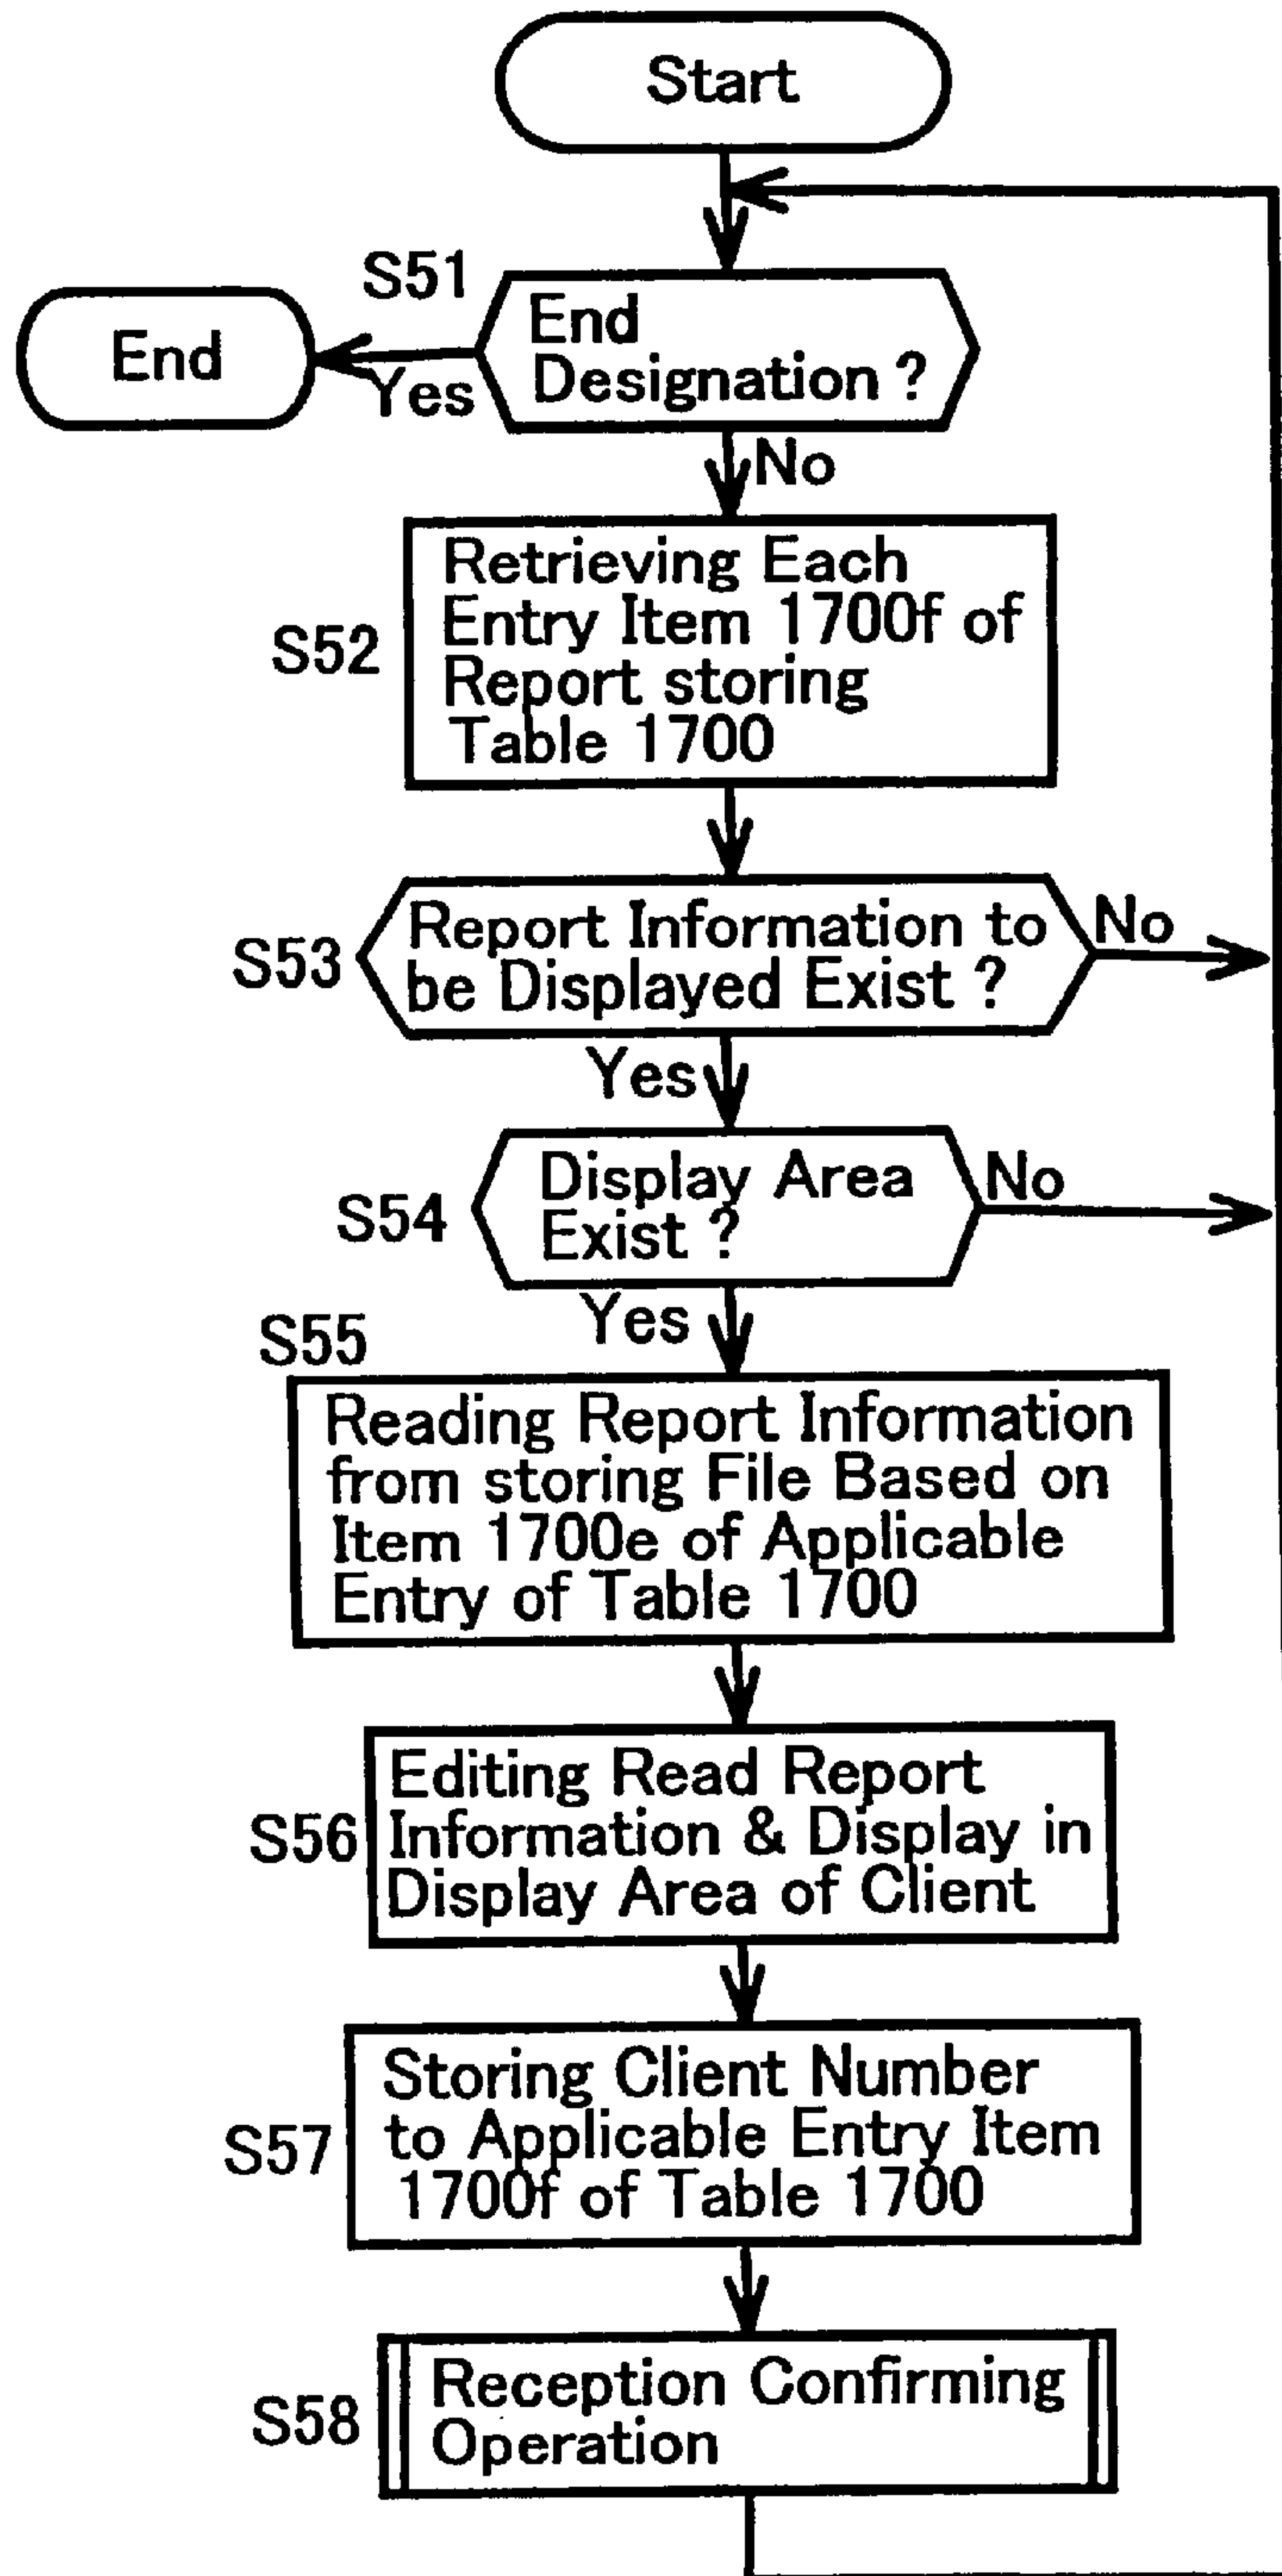 Start
S51
End
Designation ?
End
Yes
No
S52
Retrieving Each
Entry Item 1700f of
Report storing
Table 1700
S53
Report Information to
be Displayed Exist ?
No
Yes
S54
Display Area
Exist ?
No
Yes
S55
Reading Report Information
from storing File Based on
Item 1700e of Applicable
Entry of Table 1700
S56
Editing Read Report
Information & Display in
Display Area of Client
S57
Storing Client Number
to Applicable Entry Item
1700f of Table 1700
S58
Reception Confirming
Operation